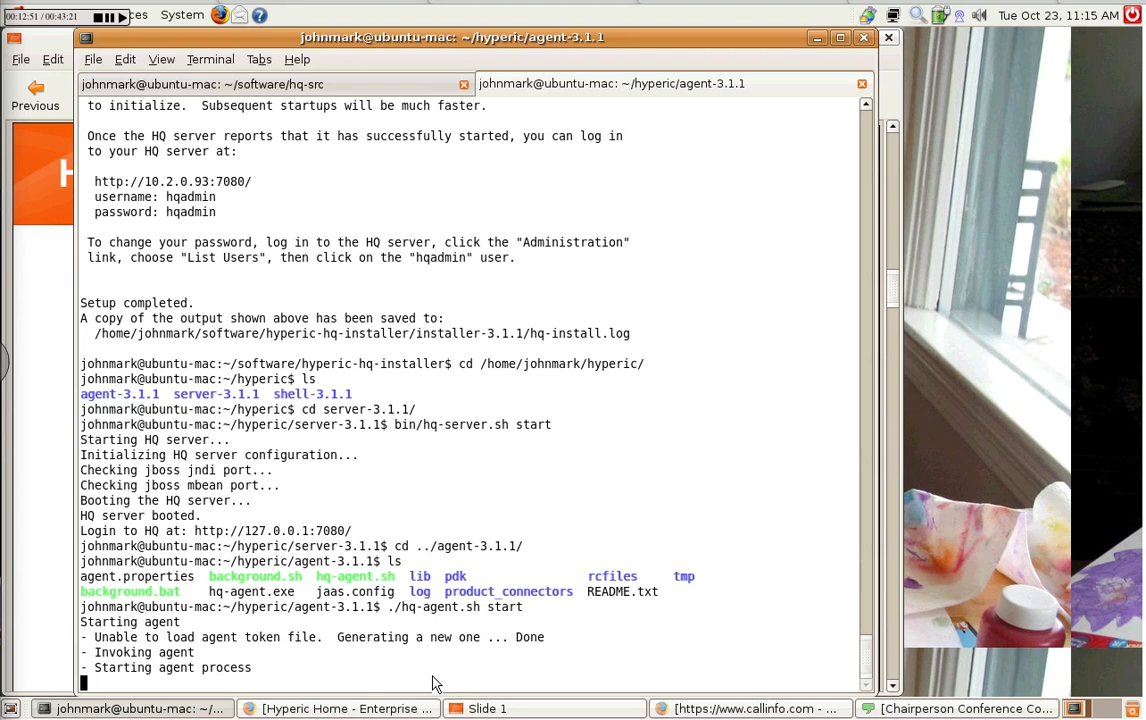 00:12:51 / 00:43:21
ces System
Tue Oct 23, 11:15 AM
johnmark@ubuntu-mac: ~/hyperic/agent-3.1.1
File Edit
File Edit View Terminal Tabs Help
Previous
johnmark@ubuntu-mac: ~/software/hq-src
johnmark@ubuntu-mac: ~/hyperic/agent-3.1.1
H
to initialize.  Subsequent startups will be much faster.
Once the HQ server reports that it has successfully started, you can log in
to your HQ server at:
http://10.2.0.93:7080/
username: hqadmin
password: hqadmin
To change your password, log in to the HQ server, click the "Administration"
link, choose "List Users", then click on the "hqadmin" user.
Setup completed.
A copy of the output shown above has been saved to:
/home/johnmark/software/hyperic-hq-installer/installer-3.1.1/hq-install.log
johnmark@ubuntu-mac:~/software/hyperic-hq-installer$ cd /home/johnmark/hyperic/
johnmark@ubuntu-mac:~/hyperic$ ls
agent-3.1.1  server-3.1.1  shell-3.1.1
johnmark@ubuntu-mac:~/hyperic$ cd server-3.1.1/
johnmark@ubuntu-mac:~/hyperic/server-3.1.1$ bin/hq-server.sh start
Starting HQ server...
Initializing HQ server configuration...
Checking jboss jndi port...
Checking jboss mbean port...
Booting the HQ server...
HQ server booted.
Login to HQ at: http://127.0.0.1:7080/
johnmark@ubuntu-mac:~/hyperic/server-3.1.1$ cd ../agent-3.1.1/
johnmark@ubuntu-mac:~/hyperic/agent-3.1.1$ ls
agent.properties  background.sh  hq-agent.sh  lib  pdk  rcfiles  tmp
background.bat  hq-agent.exe  jaas.config  log  product_connectors  README.txt
johnmark@ubuntu-mac:~/hyperic/agent-3.1.1$ ./hq-agent.sh start
Starting agent
- Unable to load agent token file.  Generating a new one ... Done
- Invoking agent
- Starting agent process
johnmark@ubuntu-mac: ~/...
[Hyperic Home - Enterprise ...
Slide 1
[https://www.callinfo.com - ...
[Chairperson Conference Co...